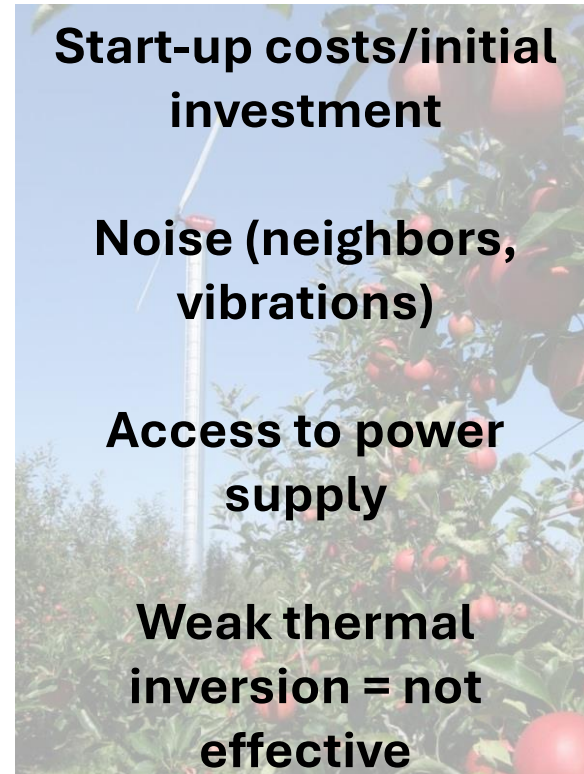 Start-up costs/initial
investment
Noise (neighbors,
vibrations)
Access to power
supply
Weak thermal
inversion = not
effective